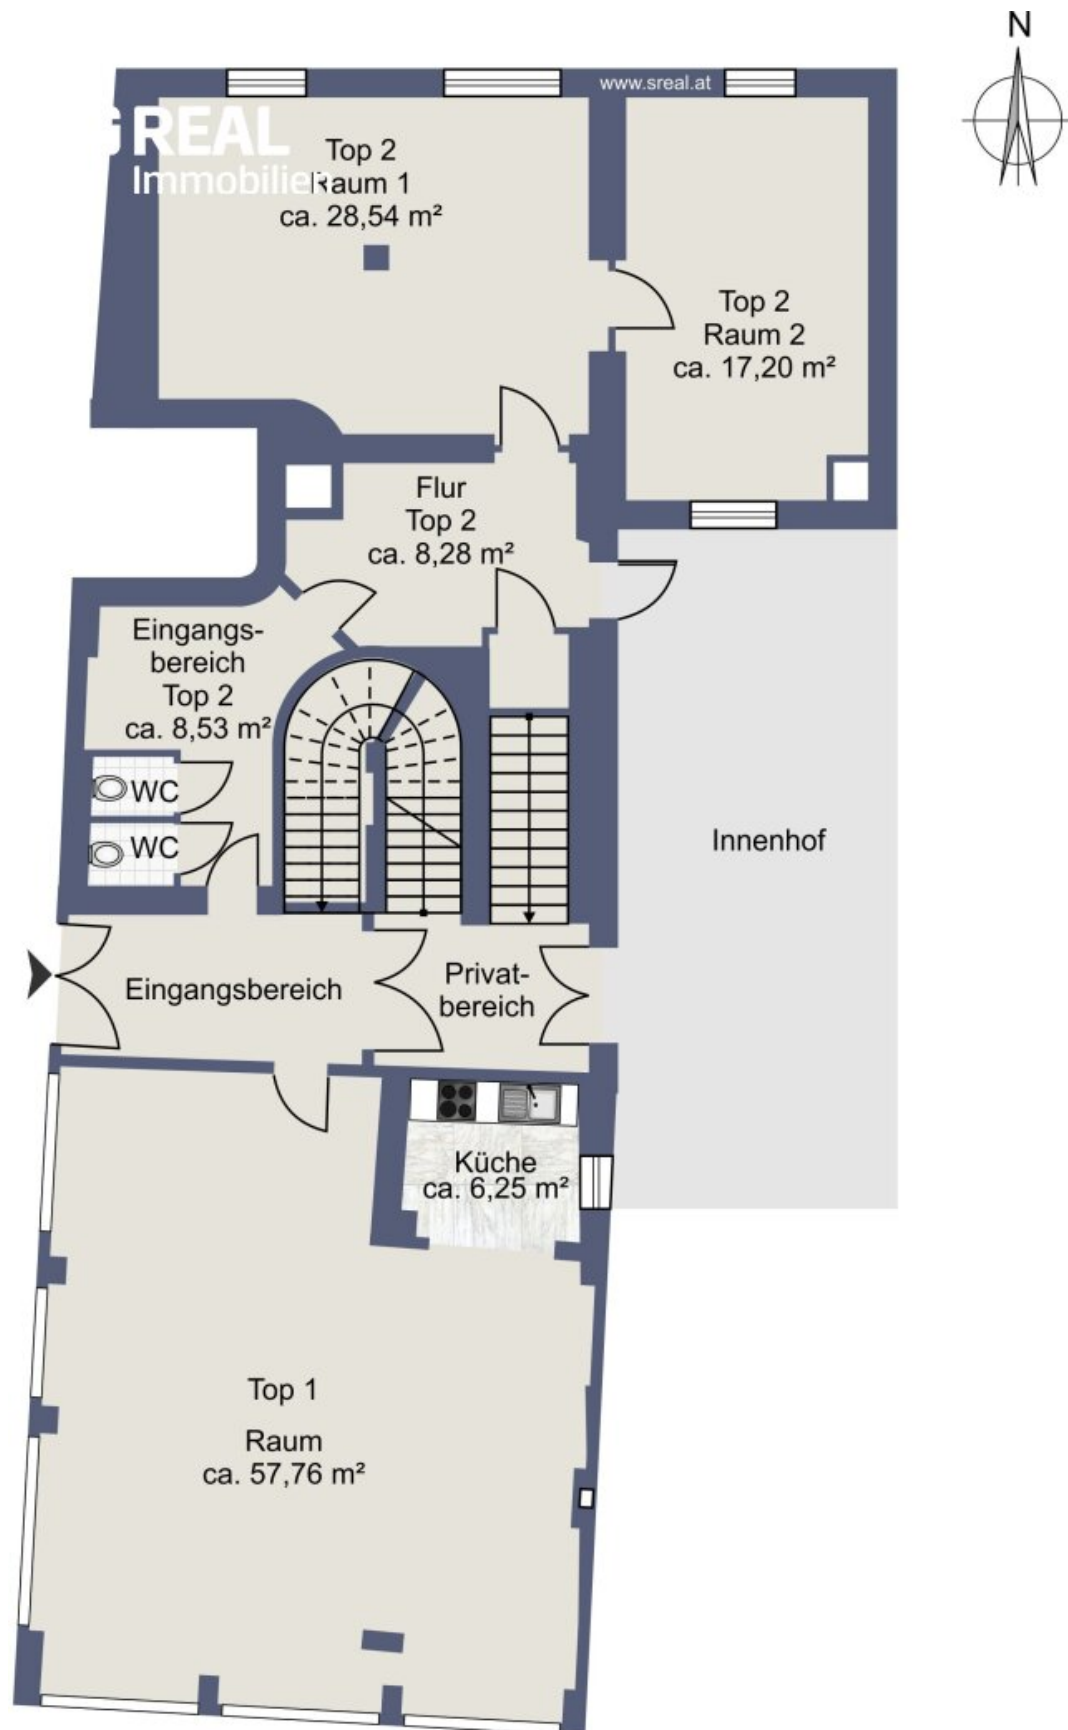 N
www.sreal.at
REAL
Immobilien
Top 2
Raum 1
ca. 28,54 m²
Top 2
Raum 2
ca. 17,20 m²
Flur
Top 2
ca. 8,28 m²
Eingangs-
bereich
Top 2
ca. 8,53 m²
WC
WC
Innenhof
Eingangsbereich
Privat-
bereich
Küche
ca. 6,25 m²
Top 1
Raum
ca. 57,76 m²